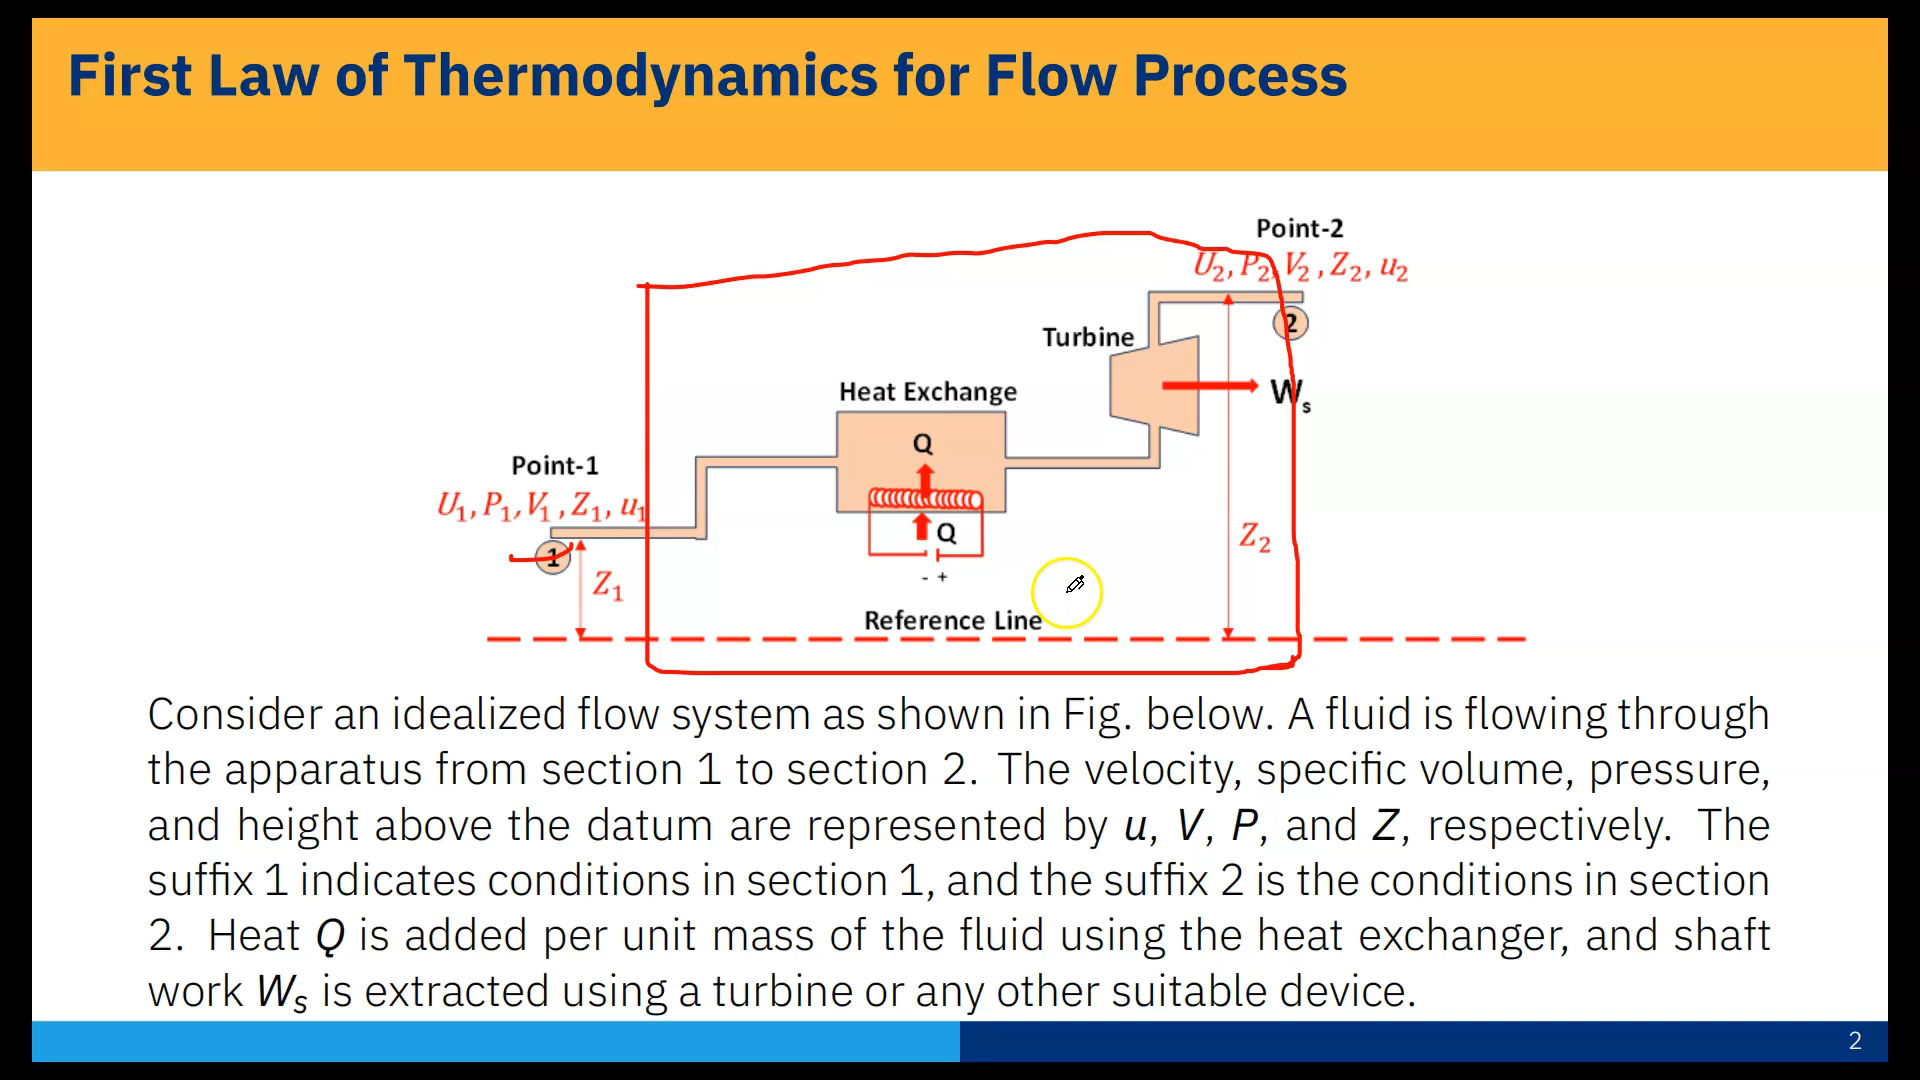 First Law of Thermodynamics for Flow Process
Point-2
U₂, P₂, V₂ , Z₂, u₂
2
Turbine
Wₛ
Heat Exchange
Q
Point-1
U₁, P₁, V₁ , Z₁, u₁
1
Q
Z₂
- +
Z₁
Reference Line
Consider an idealized flow system as shown in Fig. below. A fluid is flowing through
the apparatus from section 1 to section 2. The velocity, specific volume, pressure,
and height above the datum are represented by u, V, P, and Z, respectively. The
suffix 1 indicates conditions in section 1, and the suffix 2 is the conditions in section
2. Heat Q is added per unit mass of the fluid using the heat exchanger, and shaft
work Wₛ is extracted using a turbine or any other suitable device.
2